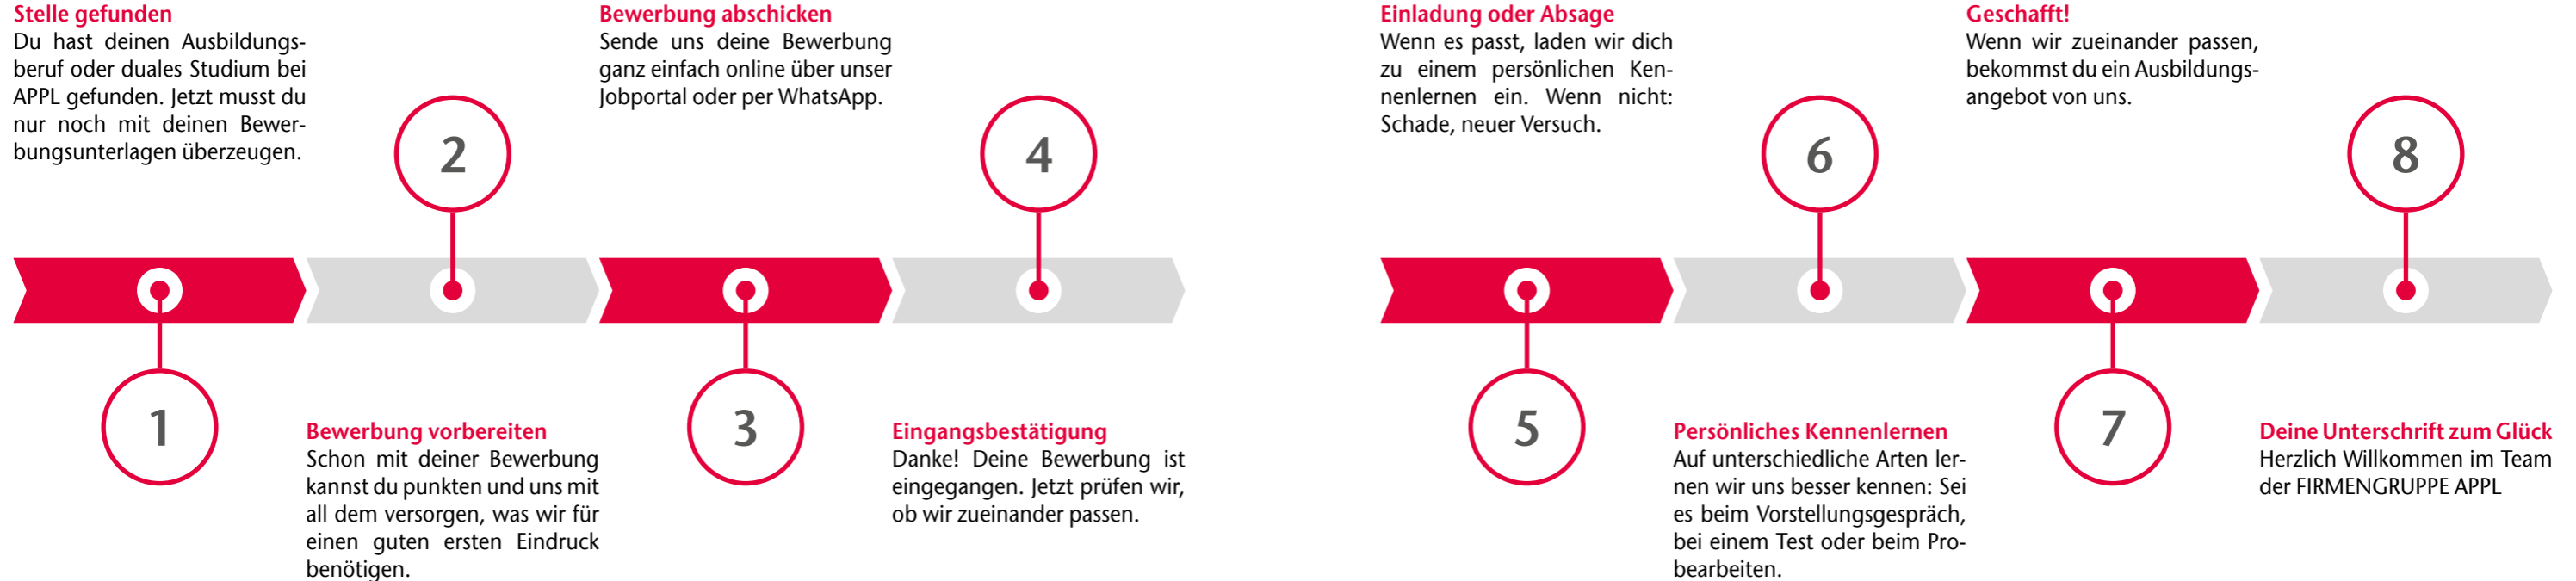 Stelle gefunden
Du hast deinen Ausbildungs-
beruf oder duales Studium bei
APPL gefunden. Jetzt musst du
nur noch mit deinen Bewer-
bungsunterlagen überzeugen.
1
2
Bewerbung vorbereiten
Schon mit deiner Bewerbung
kannst du punkten und uns mit
all dem versorgen, was wir für
einen guten ersten Eindruck
benötigen.
Bewerbung abschicken
Sende uns deine Bewerbung
ganz einfach online über unser
Jobportal oder per WhatsApp.
3
4
Eingangsbestätigung
Danke! Deine Bewerbung ist
eingegangen. Jetzt prüfen wir,
ob wir zueinander passen.
Einladung oder Absage
Wenn es passt, laden wir dich
zu einem persönlichen Ken-
nenlernen ein. Wenn nicht:
Schade, neuer Versuch.
5
6
Persönliches Kennenlernen
Auf unterschiedliche Arten ler-
nen wir uns besser kennen: Sei
es beim Vorstellungsgespräch,
bei einem Test oder beim Pro-
bearbeiten.
Geschafft!
Wenn wir zueinander passen,
bekommst du ein Ausbildungs-
angebot von uns.
7
8
Deine Unterschrift zum Glück
Herzlich Willkommen im Team
der FIRMENGRUPPE APPL